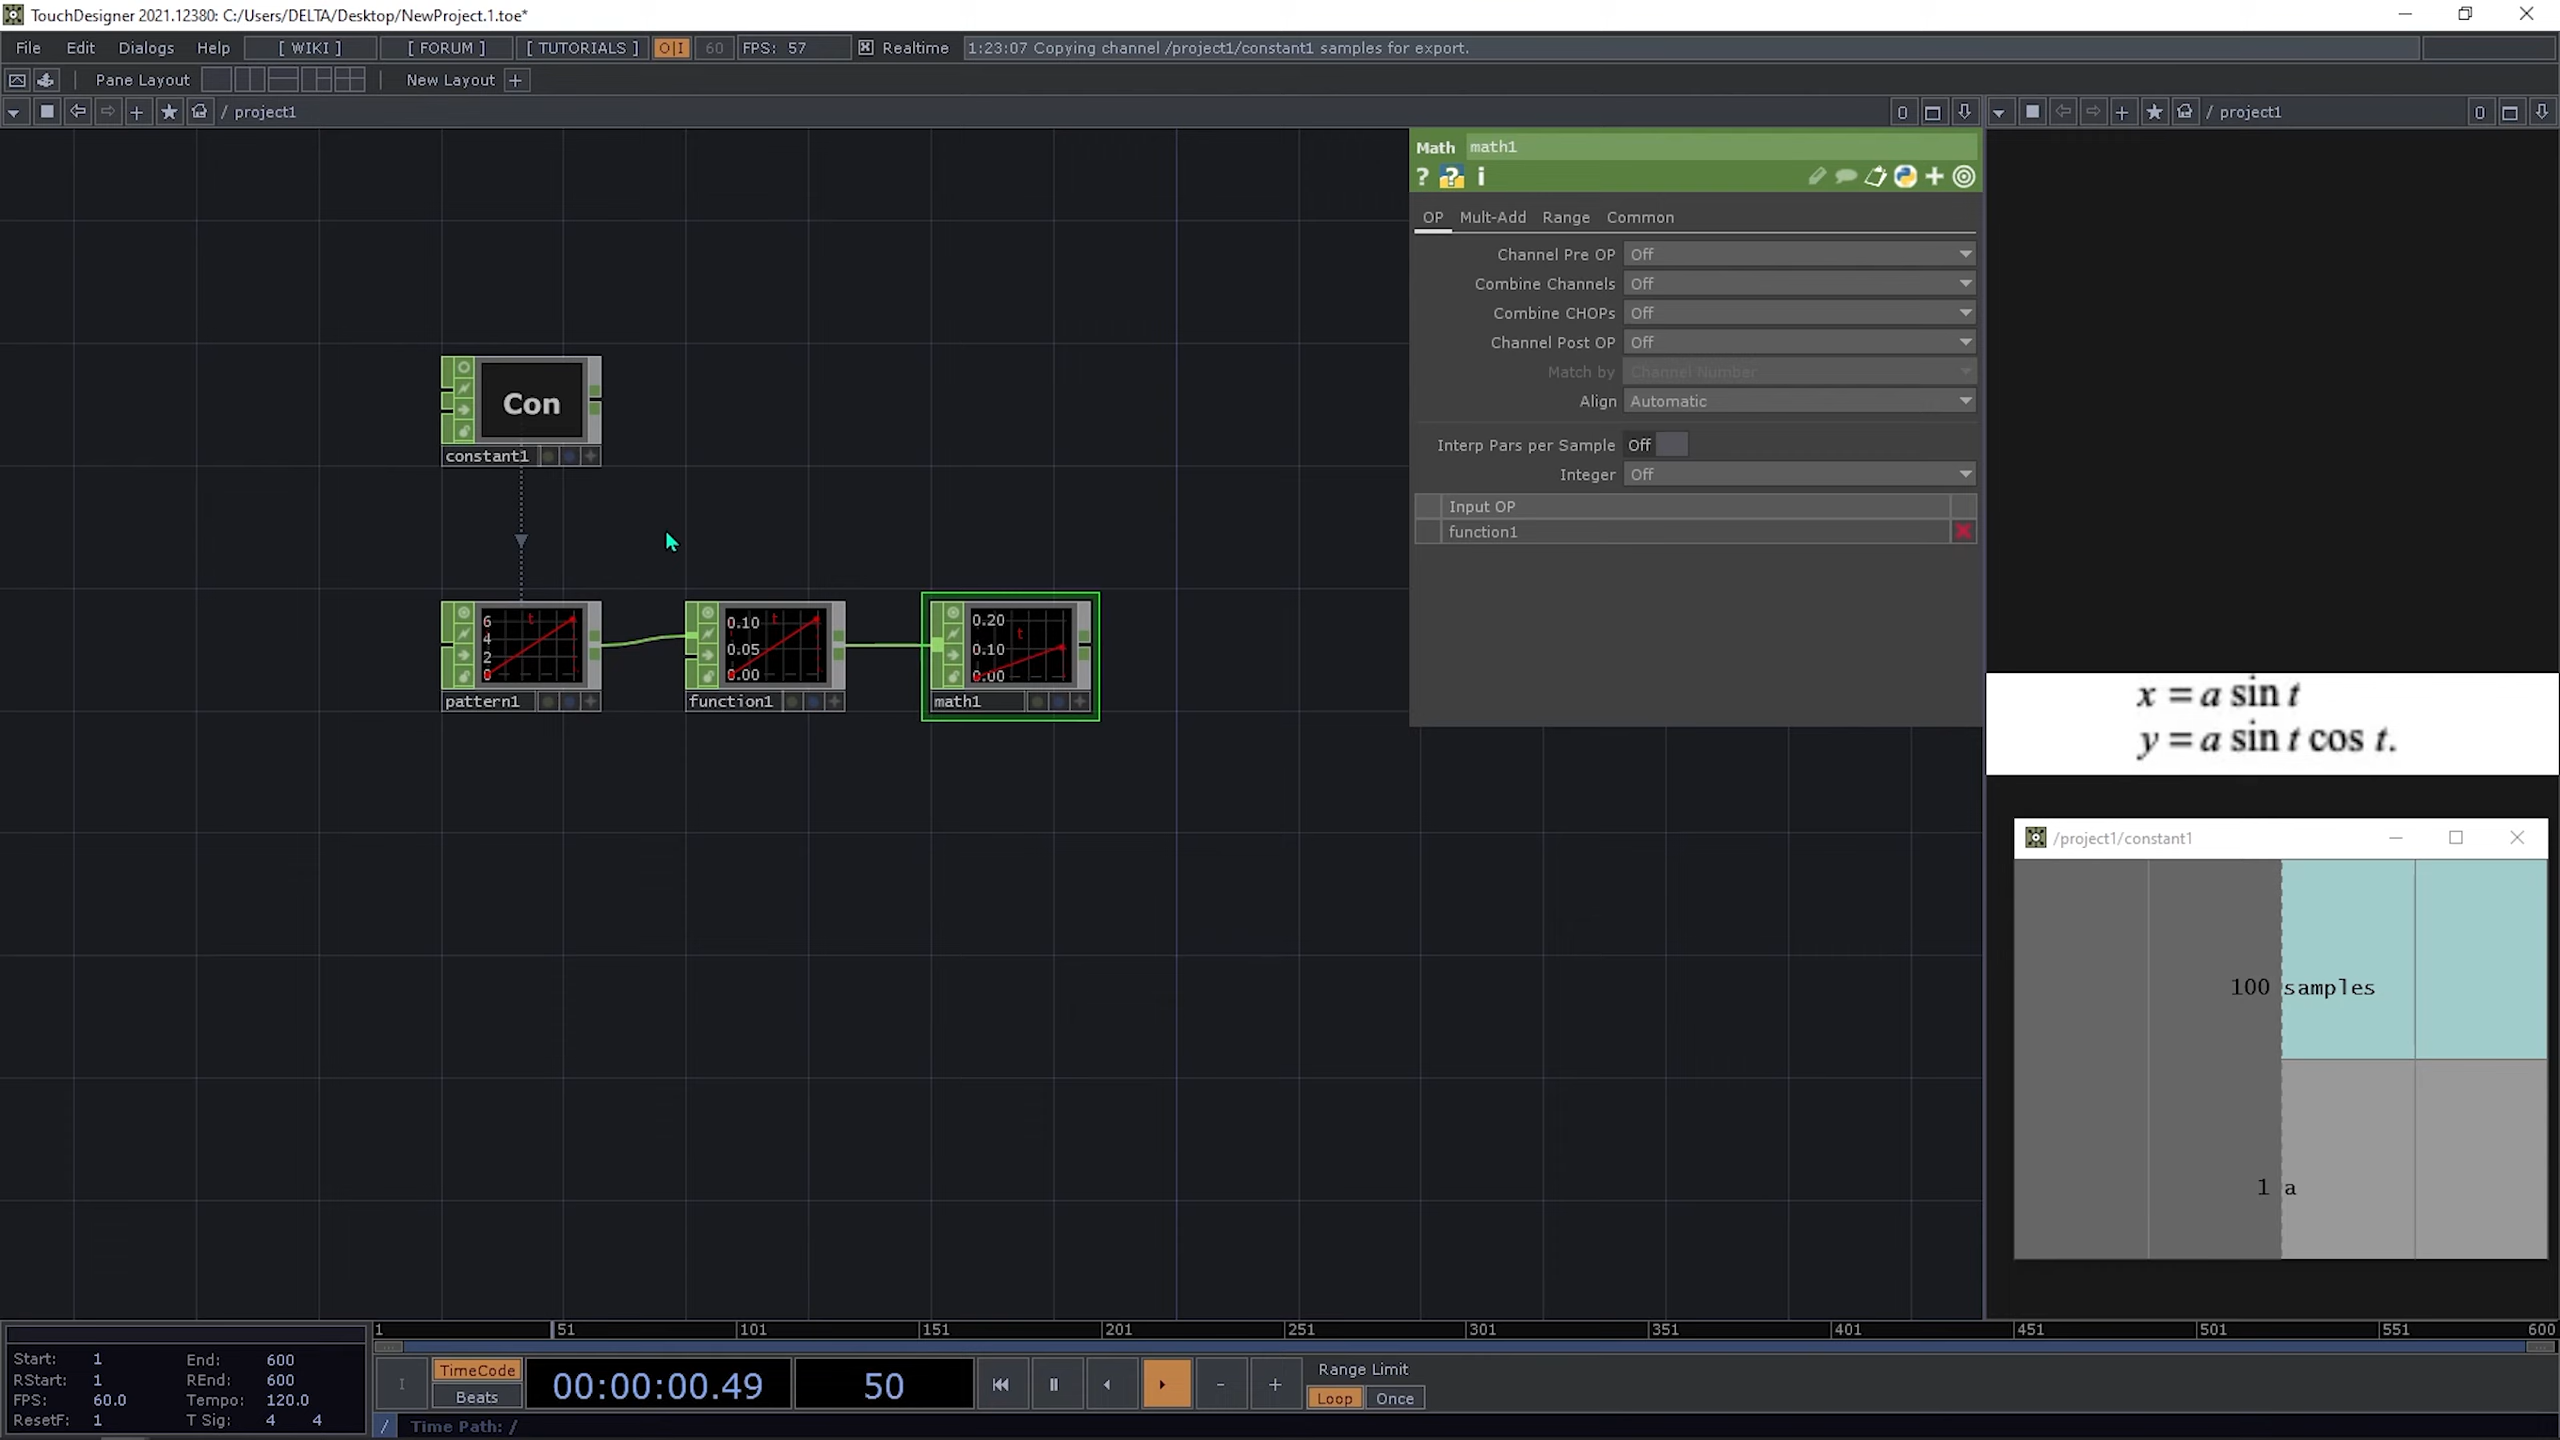 TouchDesigner 2021.12380: C:/Users/DELTA/Desktop/NewProject.1.toe*
File Edit Dialogs Help [ WIKI ] [ FORUM ] [ TUTORIALS ] O|I 60 FPS: 57 Realtime 1:23:07 Copying channel /project1/constant1 samples for export.
Pane Layout New Layout +
/ project1 0
/ project1 0
Math math1
? ? i
OP Mult-Add Range Common
Channel Pre OP Off
Combine Channels Off
Combine CHOPs Off
Channel Post OP Off
Match by Channel Number
Align Automatic
Interp Pars per Sample Off
Integer Off
Input OP
function1
Con
constant1
6
4
2
0
t
pattern1
0.10
0.05
0.00
t
function1
0.20
0.10
0.00
t
math1
x = a sin t
y = a sin t cos t.
/project1/constant1
100 samples
1 a
1 51 101 151 201 251 301 351 401 451 501 551 600
Start: 1 End: 600
RStart: 1 REnd: 600
FPS: 60.0 Tempo: 120.0
ResetF: 1 T Sig: 4 4
I
TimeCode
Beats
00:00:00.49
50
- +
Range Limit
Loop Once
/ Time Path: /